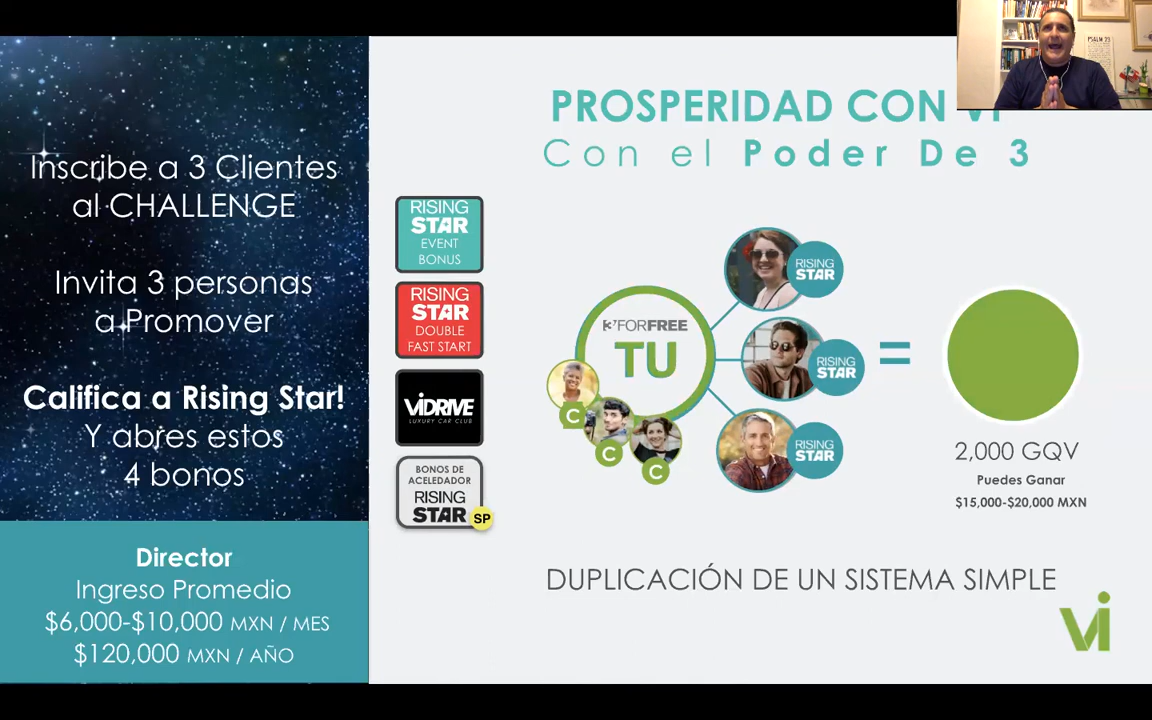 Inscribe a 3 Clientes
al CHALLENGE
Invita 3 personas
a Promover
Califica a Rising Star!
Y abres estos
4 bonos
Director
Ingreso Promedio
$6,000-$10,000 MXN / MES
$120,000 MXN / AÑO
PROSPERIDAD CON
Con el Poder De 3
RISING
STAR
EVENT
BONUS
RISING
STAR
DOUBLE
FAST START
ViDRIVE
LUXURY CAR CLUB
BONOS DE
ACELEDADOR
RISING
STAR
SP
3FORFREE
TU
C
C
C
RISING
STAR
RISING
STAR
RISING
STAR
=
2,000 GQV
Puedes Ganar
$15,000-$20,000 MXN
DUPLICACIÓN DE UN SISTEMA SIMPLE
vi
PSALM 23